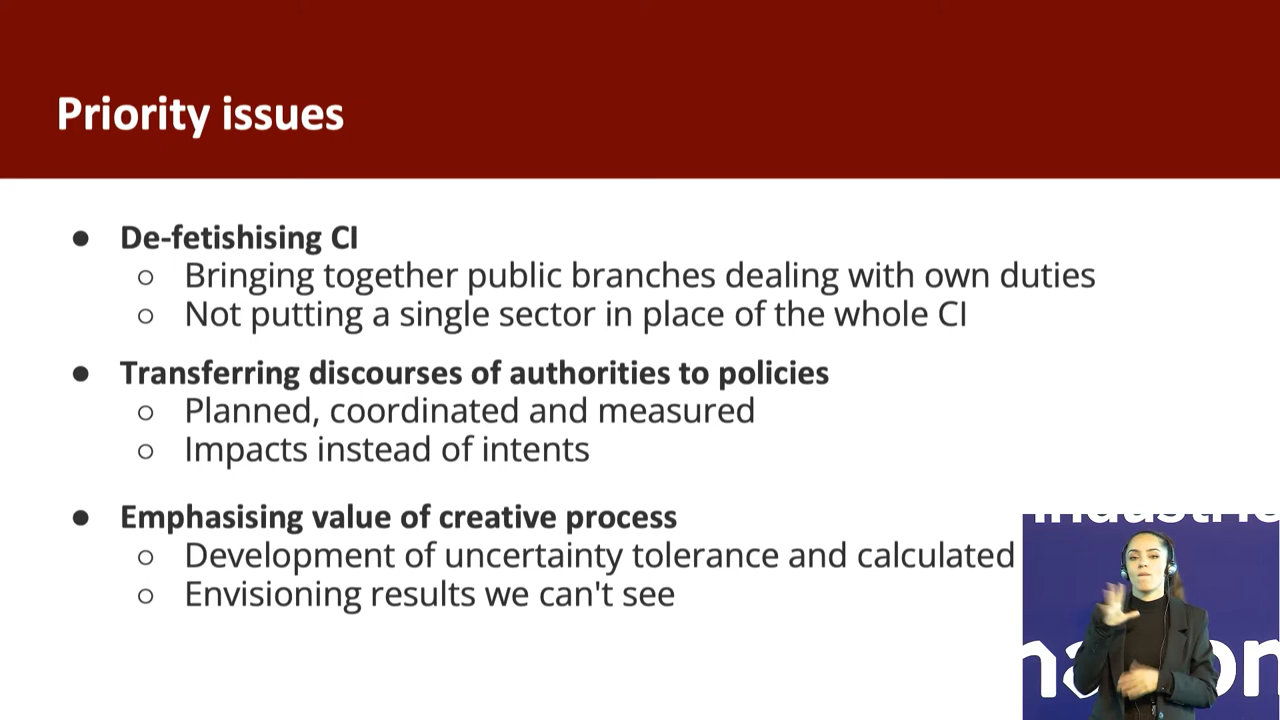 Priority issues
● De-fetishising CI
○ Bringing together public branches dealing with own duties
○ Not putting a single sector in place of the whole CI
● Transferring discourses of authorities to policies
○ Planned, coordinated and measured
○ Impacts instead of intents
● Emphasising value of creative process
○ Development of uncertainty tolerance and calculated
○ Envisioning results we can't see